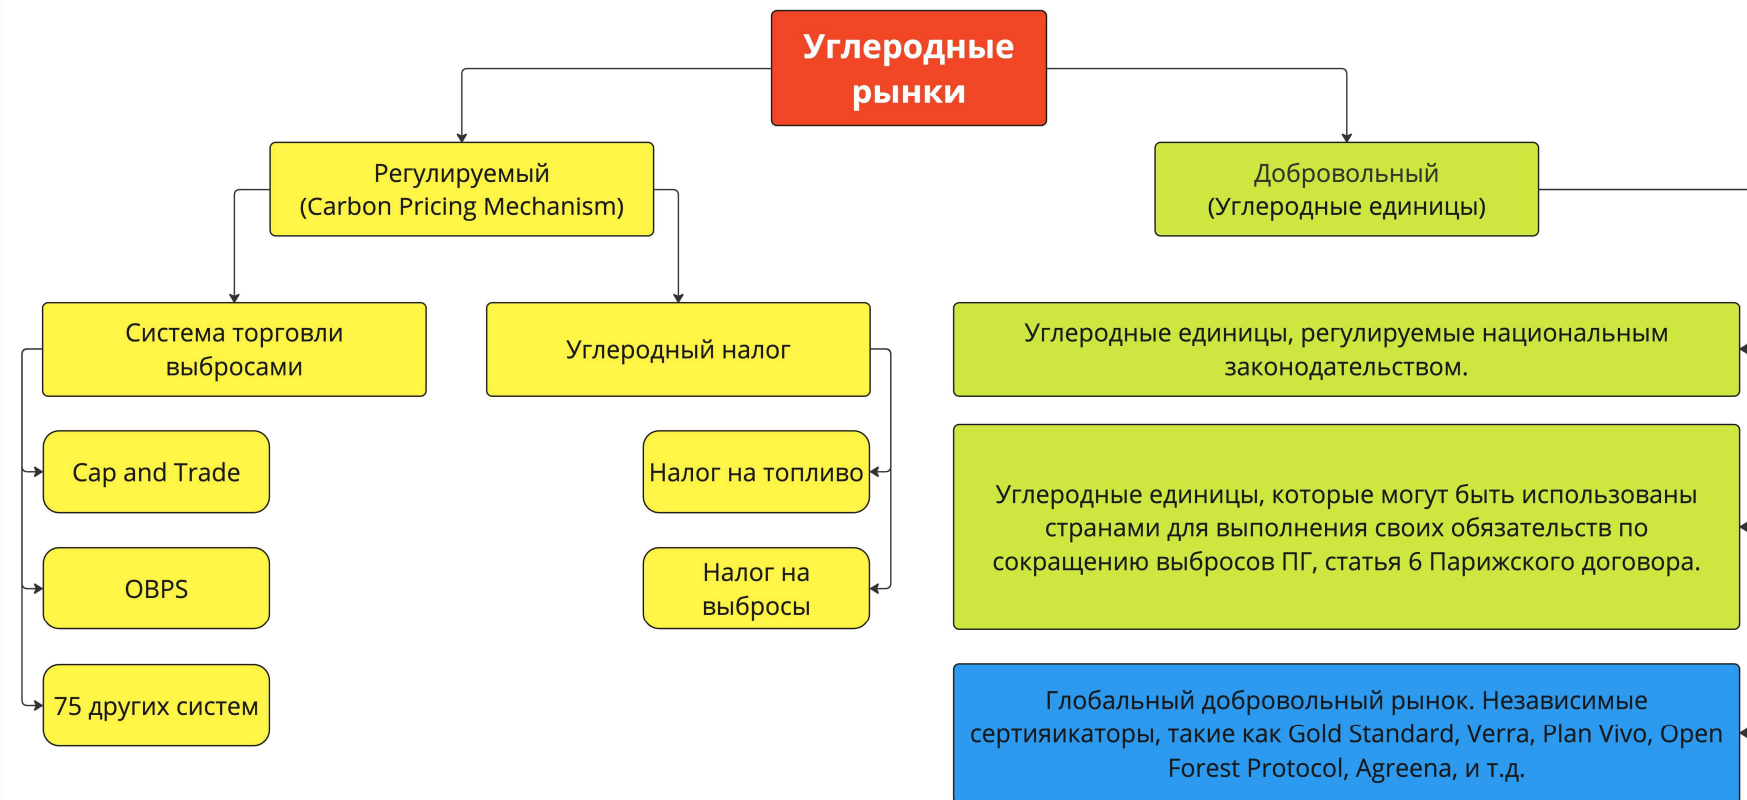 Углеродные
рынки
Регулируемый
(Carbon Pricing Mechanism)
Добровольный
(Углеродные единицы)
Система торговли
выбросами
Углеродный налог
Углеродные единицы, регулируемые национальным
законодательством.
Cap and Trade
Налог на топливо
Углеродные единицы, которые могут быть использованы
странами для выполнения своих обязательств по
сокращению выбросов ПГ, статья 6 Парижского договора.
OBPS
Налог на
выбросы
75 других систем
Глобальный добровольный рынок. Независимые
сертияикаторы, такие как Gold Standard, Verra, Plan Vivo, Open
Forest Protocol, Agreena, и т.д.